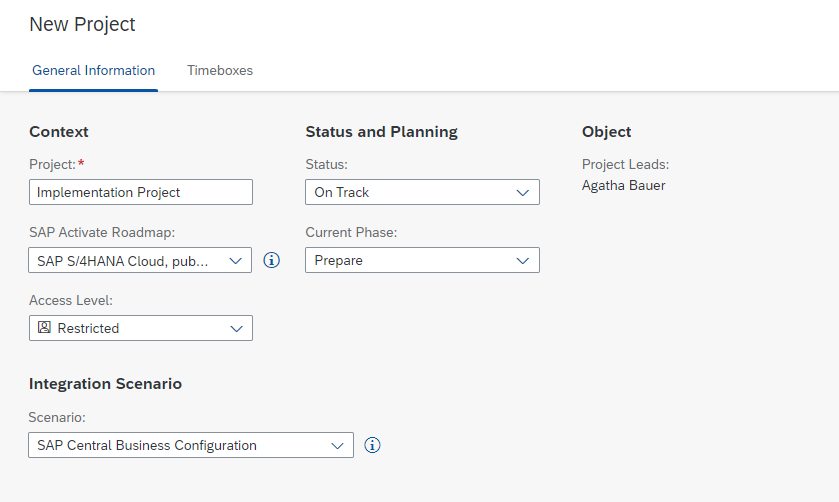 New Project
General Information
Timeboxes
Context
Project:*
Implementation Project
SAP Activate Roadmap:
SAP S/4HANA Cloud, pub...
Access Level:
Restricted
Status and Planning
Status:
On Track
Current Phase:
Prepare
Object
Project Leads:
Agatha Bauer
Integration Scenario
Scenario:
SAP Central Business Configuration